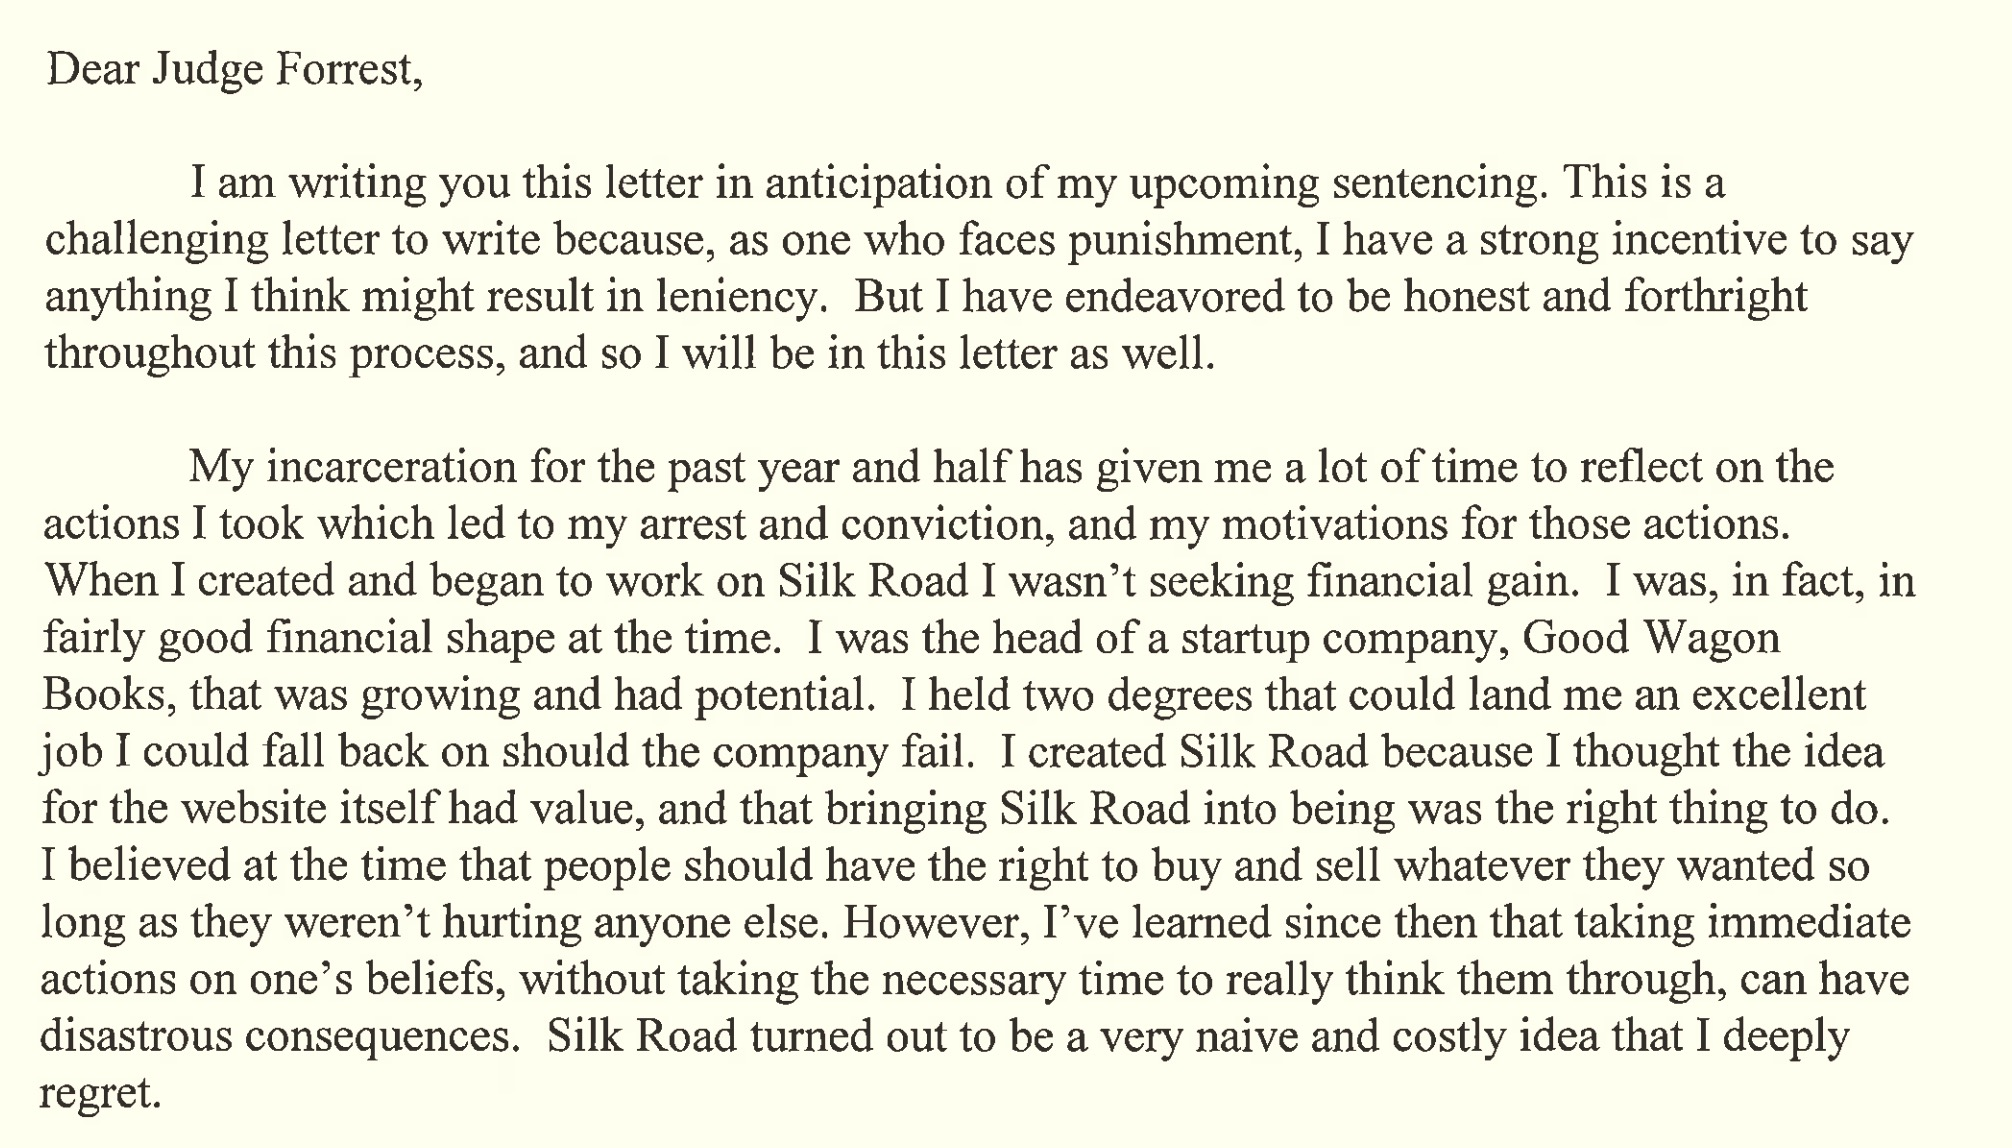 Dear Judge Forrest,
I am writing you this letter in anticipation of my upcoming sentencing. This is a
challenging letter to write because, as one who faces punishment, I have a strong incentive to say
anything I think might result in leniency.  But I have endeavored to be honest and forthright
throughout this process, and so I will be in this letter as well.
My incarceration for the past year and half has given me a lot of time to reflect on the
actions I took which led to my arrest and conviction, and my motivations for those actions.
When I created and began to work on Silk Road I wasn’t seeking financial gain.  I was, in fact, in
fairly good financial shape at the time.  I was the head of a startup company, Good Wagon
Books, that was growing and had potential.  I held two degrees that could land me an excellent
job I could fall back on should the company fail.  I created Silk Road because I thought the idea
for the website itself had value, and that bringing Silk Road into being was the right thing to do.
I believed at the time that people should have the right to buy and sell whatever they wanted so
long as they weren’t hurting anyone else. However, I’ve learned since then that taking immediate
actions on one’s beliefs, without taking the necessary time to really think them through, can have
disastrous consequences.  Silk Road turned out to be a very naive and costly idea that I deeply
regret.